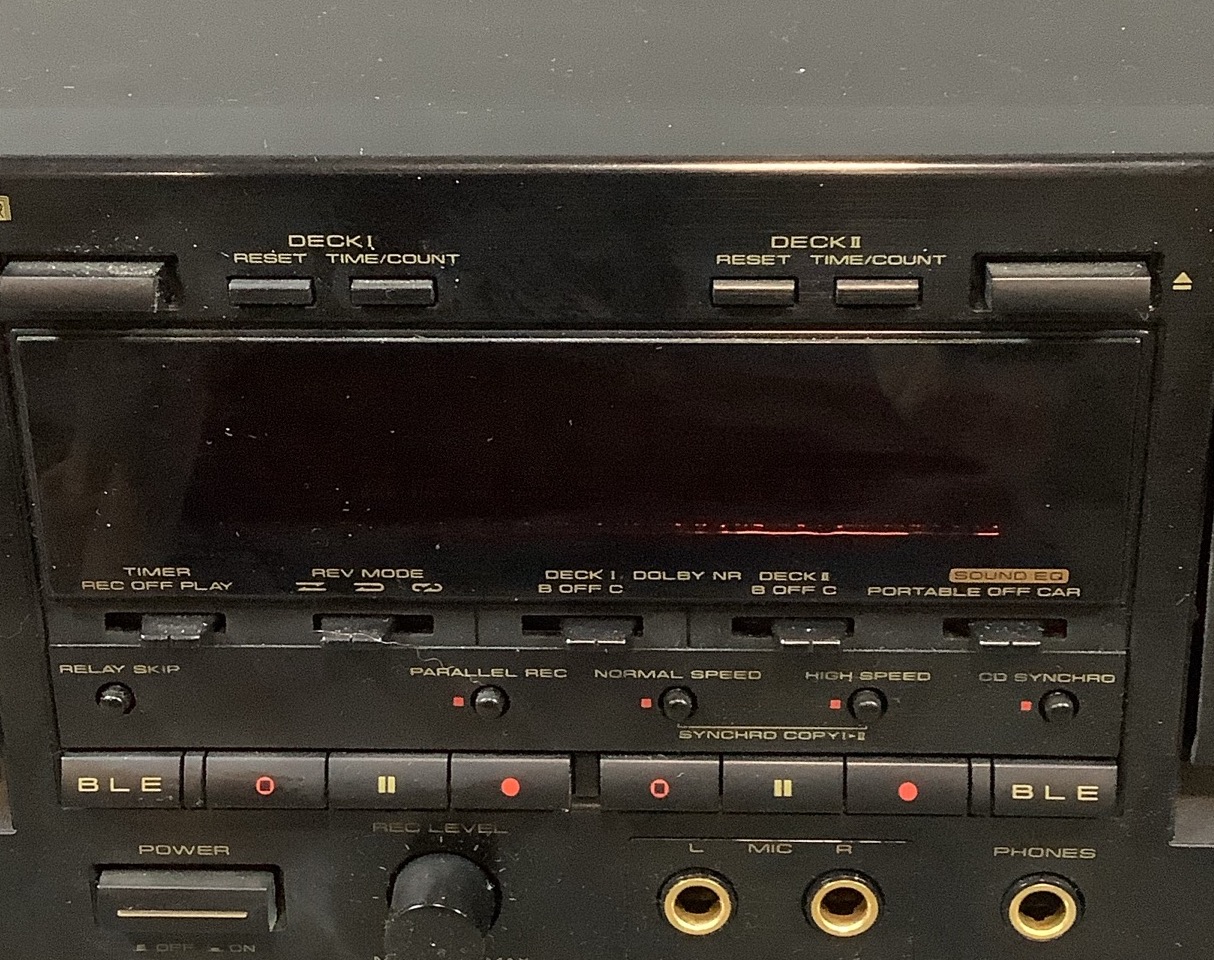 DECK I
RESET TIME/COUNT
DECK II
RESET TIME/COUNT
TIMER
REC OFF PLAY
REV MODE
DECK I DOLBY NR DECK II
B OFF C B OFF C
SOUND EQ
PORTABLE OFF CAR
RELAY SKIP
PARALLEL REC
NORMAL SPEED
HIGH SPEED
CD SYNCHRO
SYNCHRO COPY I▸II
BLE
BLE
POWER
OFF ON
REC LEVEL
L MIC R
PHONES